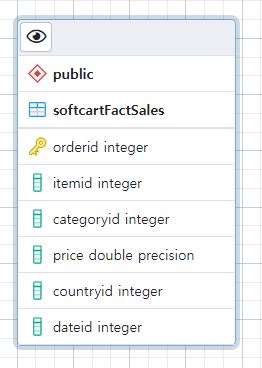 public
softcartFactSales
orderid integer
itemid integer
categoryid integer
price double precision
countryid integer
dateid integer